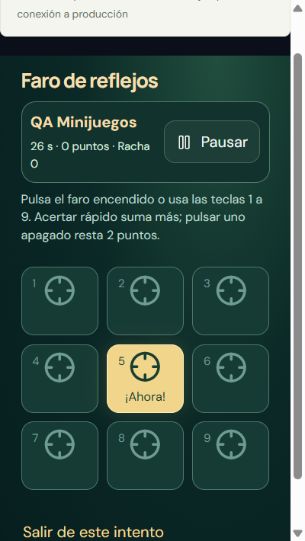 conexión a producción
Faro de reflejos
QA Minijuegos
26 s · 0 puntos · Racha
0
Pausar
Pulsa el faro encendido o usa las teclas 1 a
9. Acertar rápido suma más; pulsar uno
apagado resta 2 puntos.
1
2
3
4
5
¡Ahora!
6
7
8
9
Salir de este intento